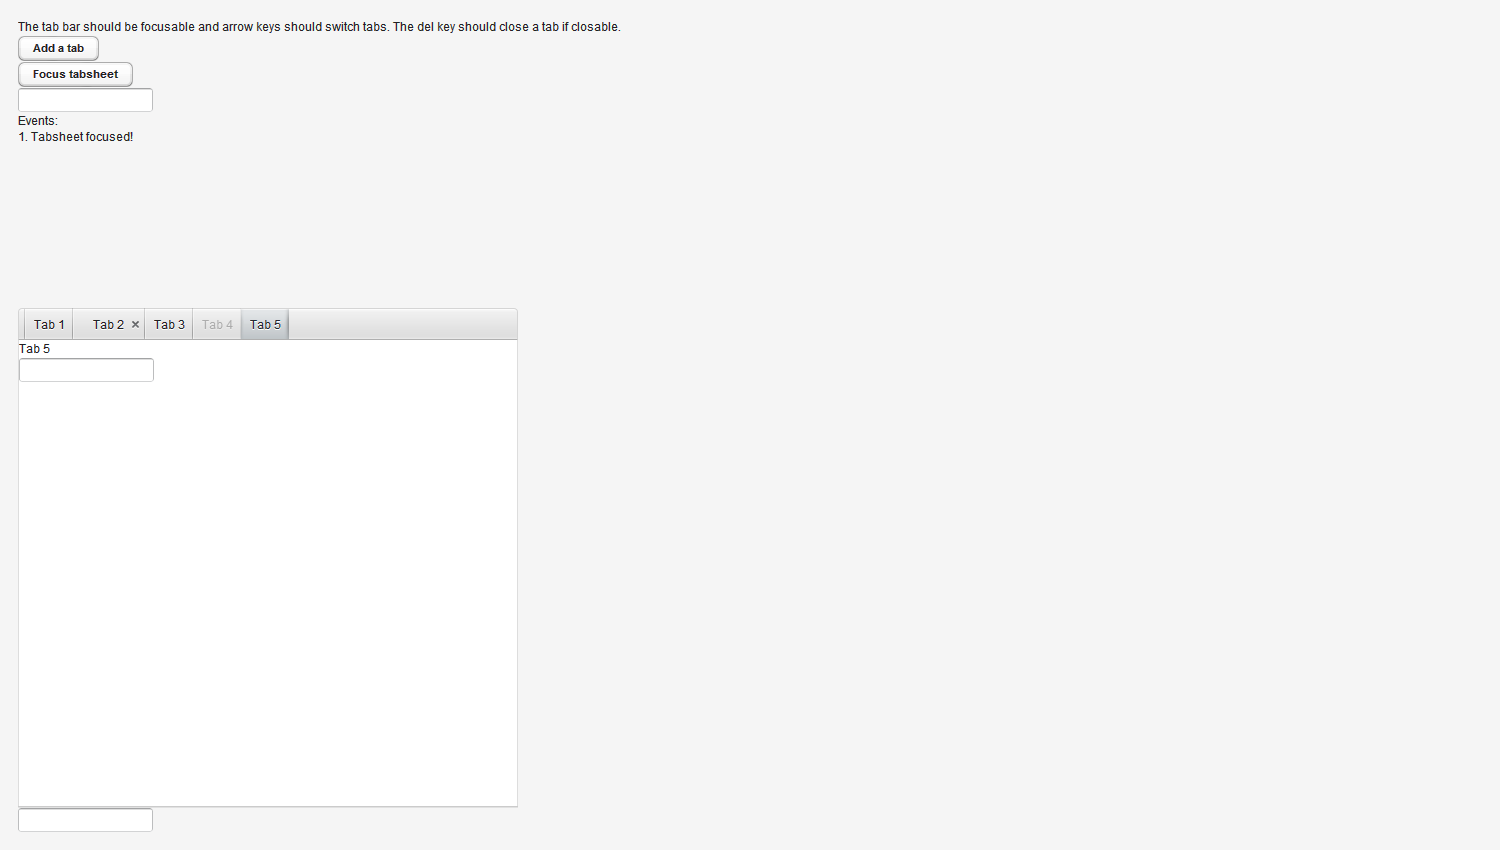 The tab bar should be focusable and arrow keys should switch tabs. The del key should close a tab if closable.
Add a tab
Focus tabsheet
Events:
1. Tabsheet focused!
Tab 1 Tab 2 × Tab 3 Tab 4 Tab 5
Tab 5